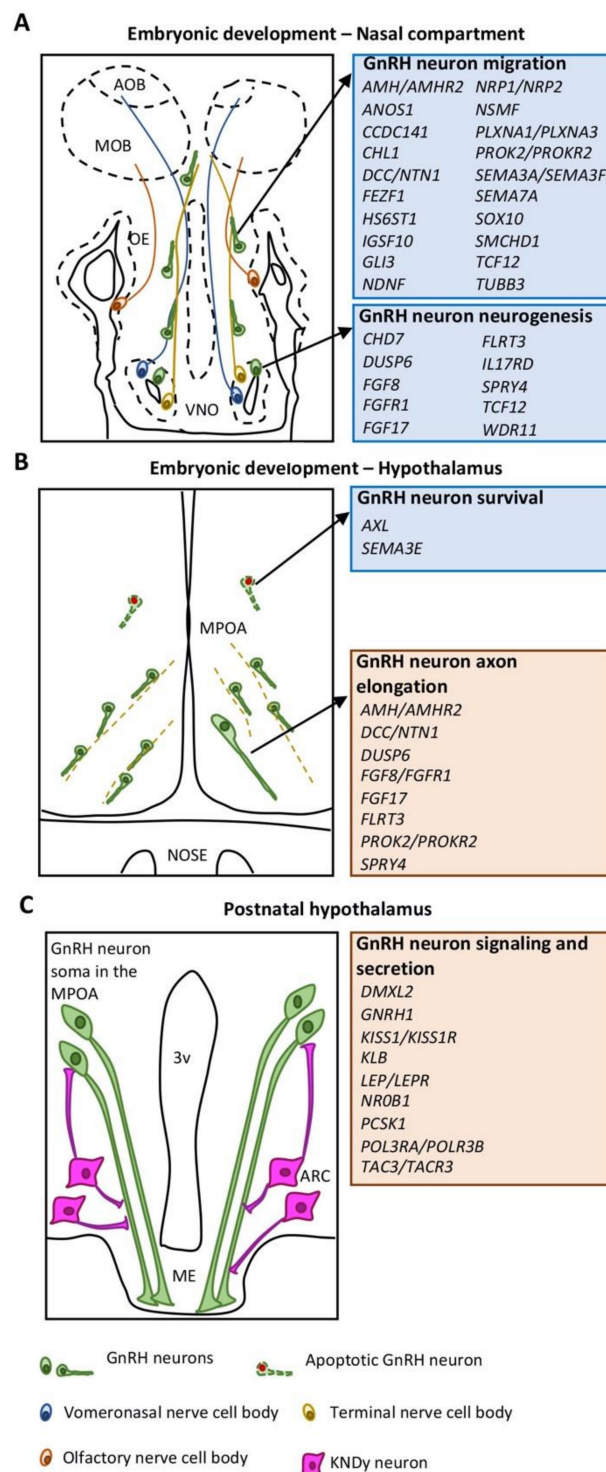 A
Embryonic development – Nasal compartment
AOB
MOB
OE
VNO
GnRH neuron migration
AMH/AMHR2 NRP1/NRP2
ANOS1 NSMF
CCDC141 PLXNA1/PLXNA3
CHL1 PROK2/PROKR2
DCC/NTN1 SEMA3A/SEMA3F
FEZF1 SEMA7A
HS6ST1 SOX10
IGSF10 SMCHD1
GLI3 TCF12
NDNF TUBB3
GnRH neuron neurogenesis
CHD7 FLRT3
DUSP6 IL17RD
FGF8 SPRY4
FGFR1 TCF12
FGF17 WDR11
B
Embryonic development – Hypothalamus
MPOA
NOSE
GnRH neuron survival
AXL
SEMA3E
GnRH neuron axon
elongation
AMH/AMHR2
DCC/NTN1
DUSP6
FGF8/FGFR1
FGF17
FLRT3
PROK2/PROKR2
SPRY4
C
Postnatal hypothalamus
GnRH neuron
soma in the
MPOA
3v
ARC
ME
GnRH neuron signaling and
secretion
DMXL2
GNRH1
KISS1/KISS1R
KLB
LEP/LEPR
NR0B1
PCSK1
POL3RA/POLR3B
TAC3/TACR3
GnRH neurons Apoptotic GnRH neuron
Vomeronasal nerve cell body Terminal nerve cell body
Olfactory nerve cell body KNDy neuron